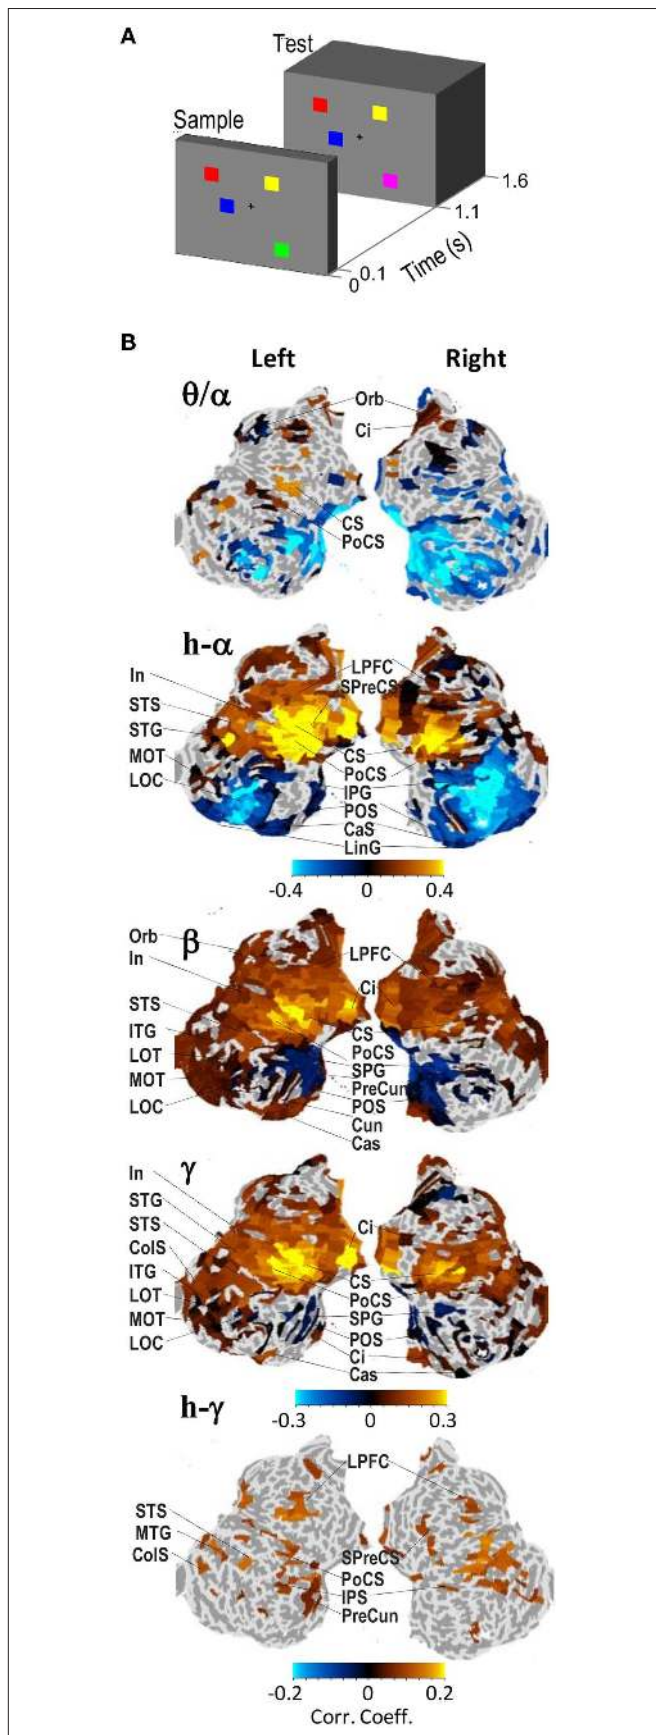 A
Test
Sample
1.6
1.1
0.1
0
Time (s)
B
Left
Right
θ/α
Orb
Ci
CS
PoCS
h-α
In
STS
STG
MOT
LOC
LPFC
SPreCS
CS
PoCS
IPG
POS
CaS
LinG
-0.4
0
0.4
β
Orb
In
STS
ITG
LOT
MOT
LOC
LPFC
Ci
CS
PoCS
SPG
PreCun
POS
Cun
Cas
γ
In
STG
STS
ColS
ITG
LOT
MOT
LOC
Ci
CS
PoCS
SPG
POS
Ci
Cas
-0.3
0
0.3
h-γ
LPFC
STS
MTG
ColS
SPreCS
PoCS
IPS
PreCun
-0.2
0
0.2
Corr. Coeff.